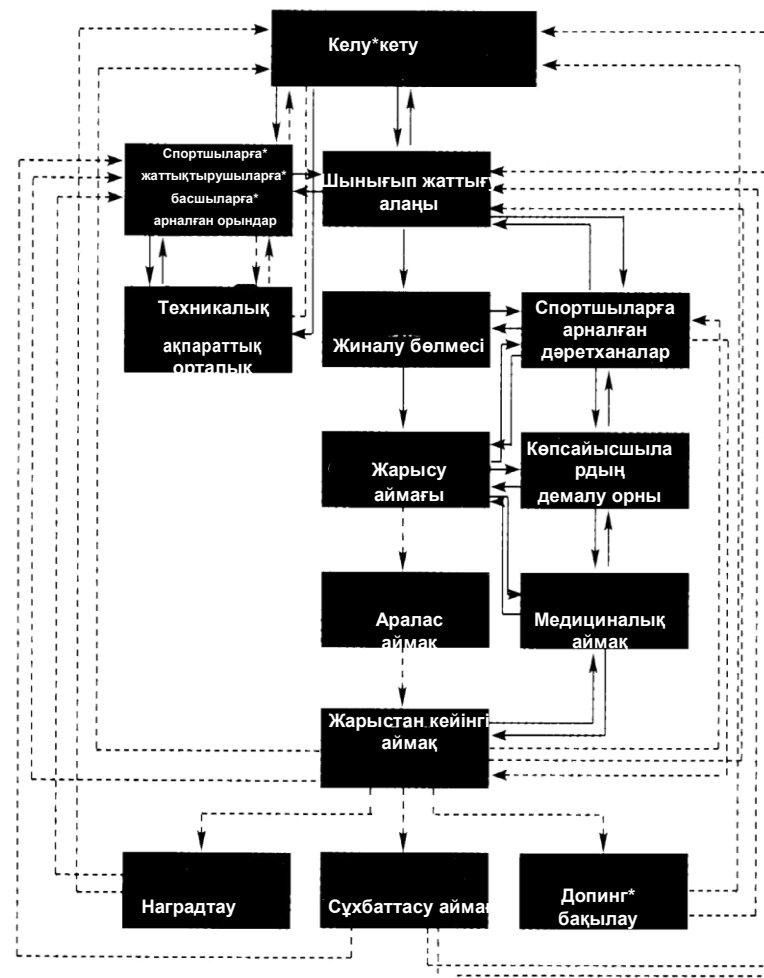 Келу*кету
Спортшыларға*
жаттықтырушыларға*
басшыларға*
арналған орындар
Шынығып жаттығу
алаңы
Техникалық
ақпараттық
орталық
Жиналу бөлмесі
Спортшыларға
арналған
дәретханалар
Жарысу
аймағы
Көпсайысшыла
рдың
демалу орны
Аралас
аймақ
Медициналық
аймақ
Жарыстан кейінгі
аймақ
Наградтау
Сұхбаттасу
Допинг*
бақылау